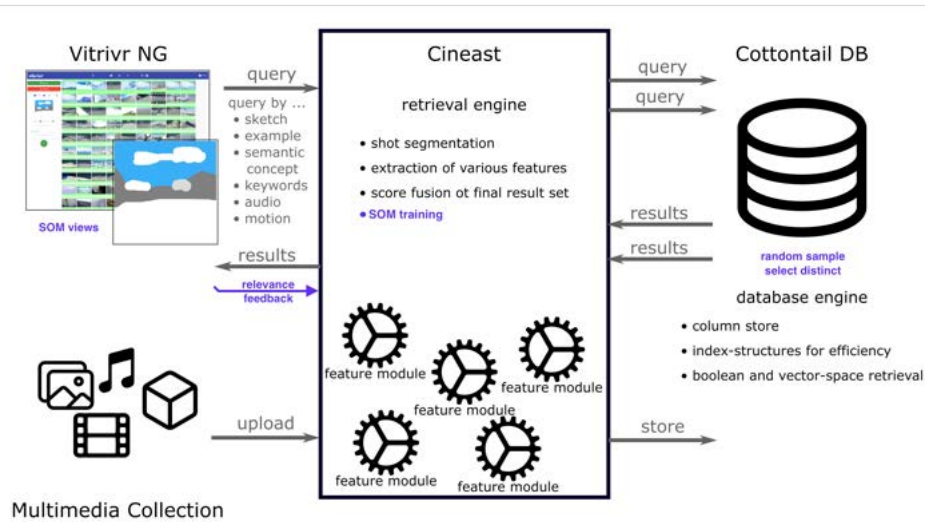 Vitrivr NG
query
query by ...
• sketch
• example
• semantic
concept
• keywords
• audio
• motion
SOM views
results
relevance
feedback
upload
Multimedia Collection
Cineast
retrieval engine
• shot segmentation
• extraction of various features
• score fusion ot final result set
• SOM training
feature module
feature module
feature module
feature module
feature module
Cottontail DB
query
query
results
results
random sample
select distinct
database engine
• column store
• index-structures for efficiency
• boolean and vector-space retrieval
store